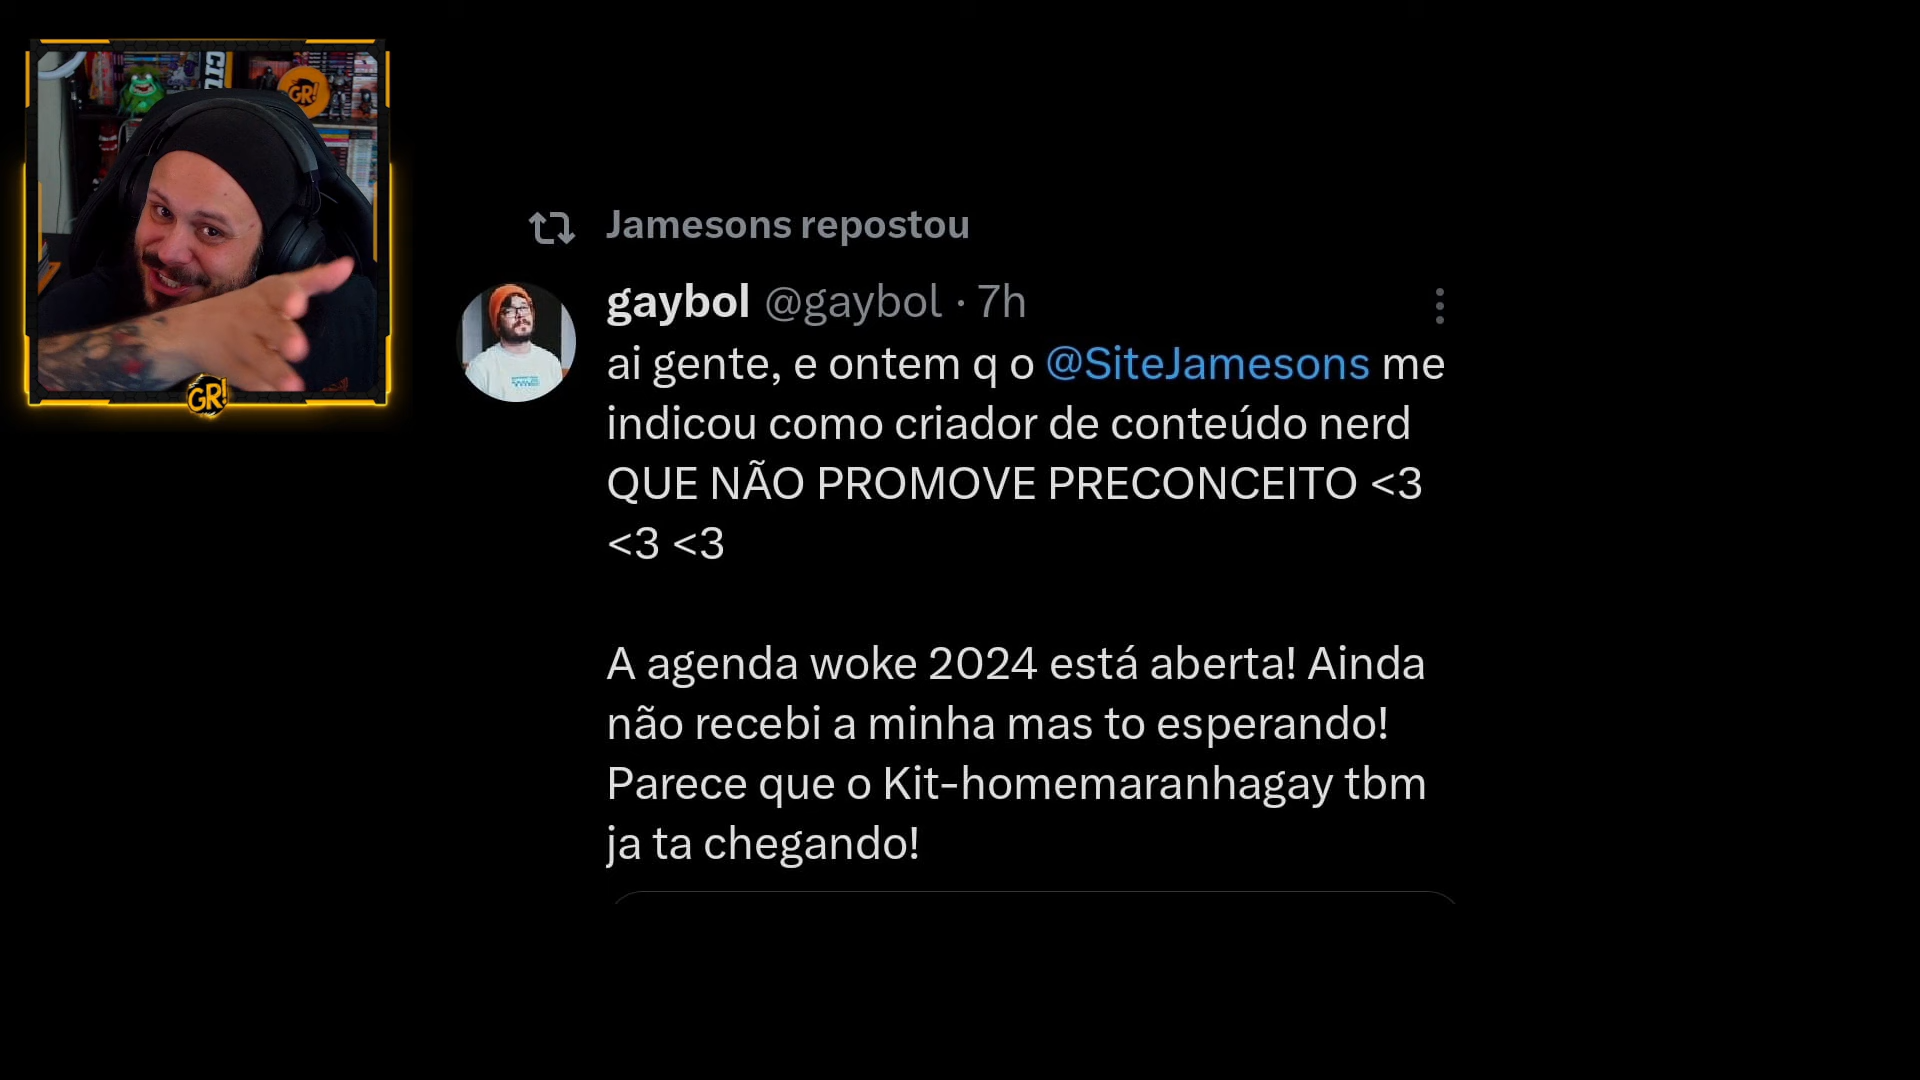 GR!
GR!
Jamesons repostou
gaybol @gaybol · 7h
ai gente, e ontem q o @SiteJamesons me
indicou como criador de conteúdo nerd
QUE NÃO PROMOVE PRECONCEITO <3
<3 <3
A agenda woke 2024 está aberta! Ainda
não recebi a minha mas to esperando!
Parece que o Kit-homemaranhagay tbm
ja ta chegando!